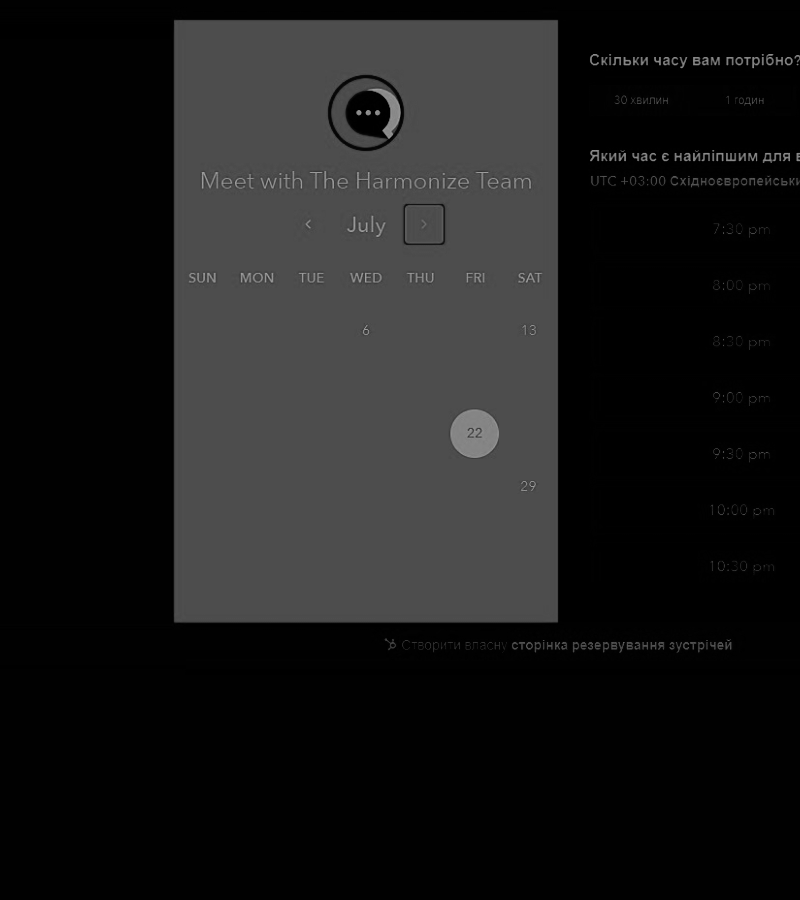 Meet with The Harmonize Team
July
SUN MON TUE WED THU FRI SAT
6 13
22
29
Скільки часу вам потрібно?
30 хвилин 1 годин
Який час є найліпшим для
UTC +03:00 Східноєвропейськи
7:30 pm
8:00 pm
8:30 pm
9:00 pm
9:30 pm
10:00 pm
10:30 pm
Створити власну сторінка резервування зустрічей